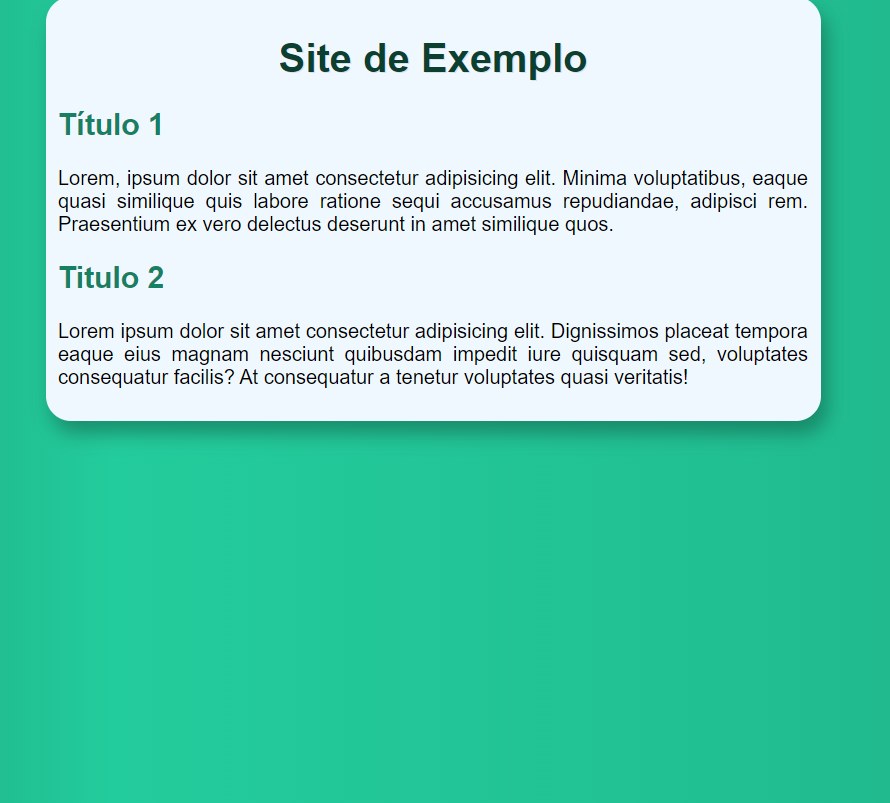 Site de Exemplo
Título 1
Lorem, ipsum dolor sit amet consectetur adipisicing elit. Minima voluptatibus, eaque
quasi similique quis labore ratione sequi accusamus repudiandae, adipisci rem.
Praesentium ex vero delectus deserunt in amet similique quos.
Titulo 2
Lorem ipsum dolor sit amet consectetur adipisicing elit. Dignissimos placeat tempora
eaque eius magnam nesciunt quibusdam impedit iure quisquam sed, voluptates
consequatur facilis? At consequatur a tenetur voluptates quasi veritatis!